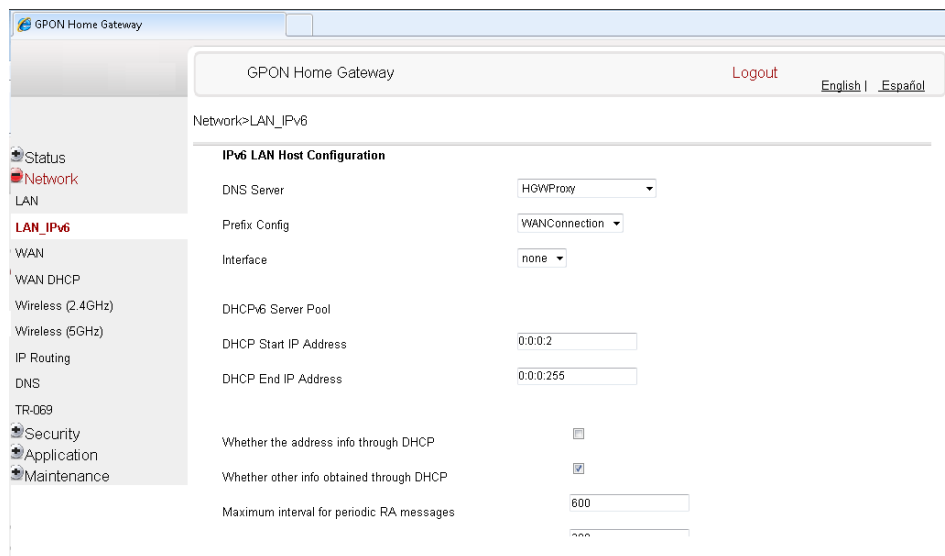 GPON Home Gateway
GPON Home Gateway
Logout
English | Español
Network>LAN_IPv6
Status
Network
LAN
LAN_IPv6
WAN
WAN DHCP
Wireless (2.4GHz)
Wireless (5GHz)
IP Routing
DNS
TR-069
Security
Application
Maintenance
IPv6 LAN Host Configuration
DNS Server HGWProxy
Prefix Config WANConnection
Interface none
DHCPv6 Server Pool
DHCP Start IP Address 0:0:0:2
DHCP End IP Address 0:0:0:255
Whether the address info through DHCP
Whether other info obtained through DHCP
Maximum interval for periodic RA messages 600